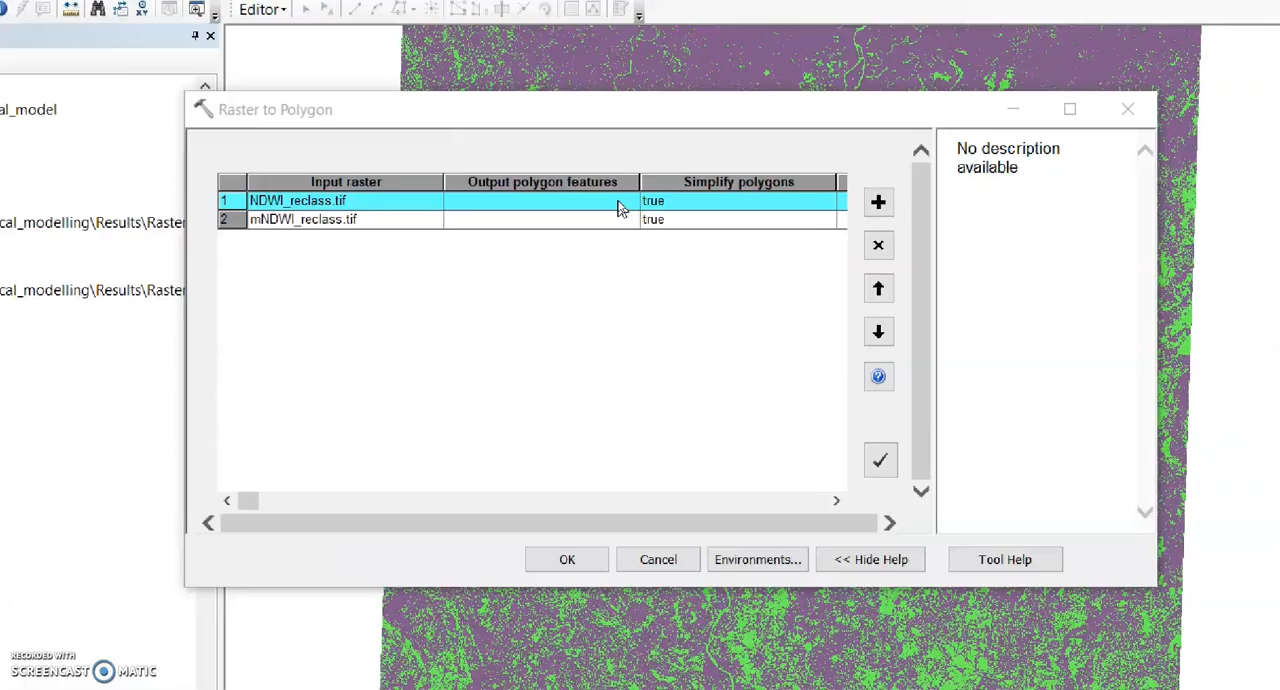 Editor
al_model
Raster to Polygon
No description
available
Input raster
Output polygon features
Simplify polygons
1
NDWI_reclass.tif
true
2
mNDWI_reclass.tif
true
cal_modelling\Results\Raster
cal_modelling\Results\Raster
OK
Cancel
Environments...
<< Hide Help
Tool Help
RECORDED WITH
SCREENCAST MATIC